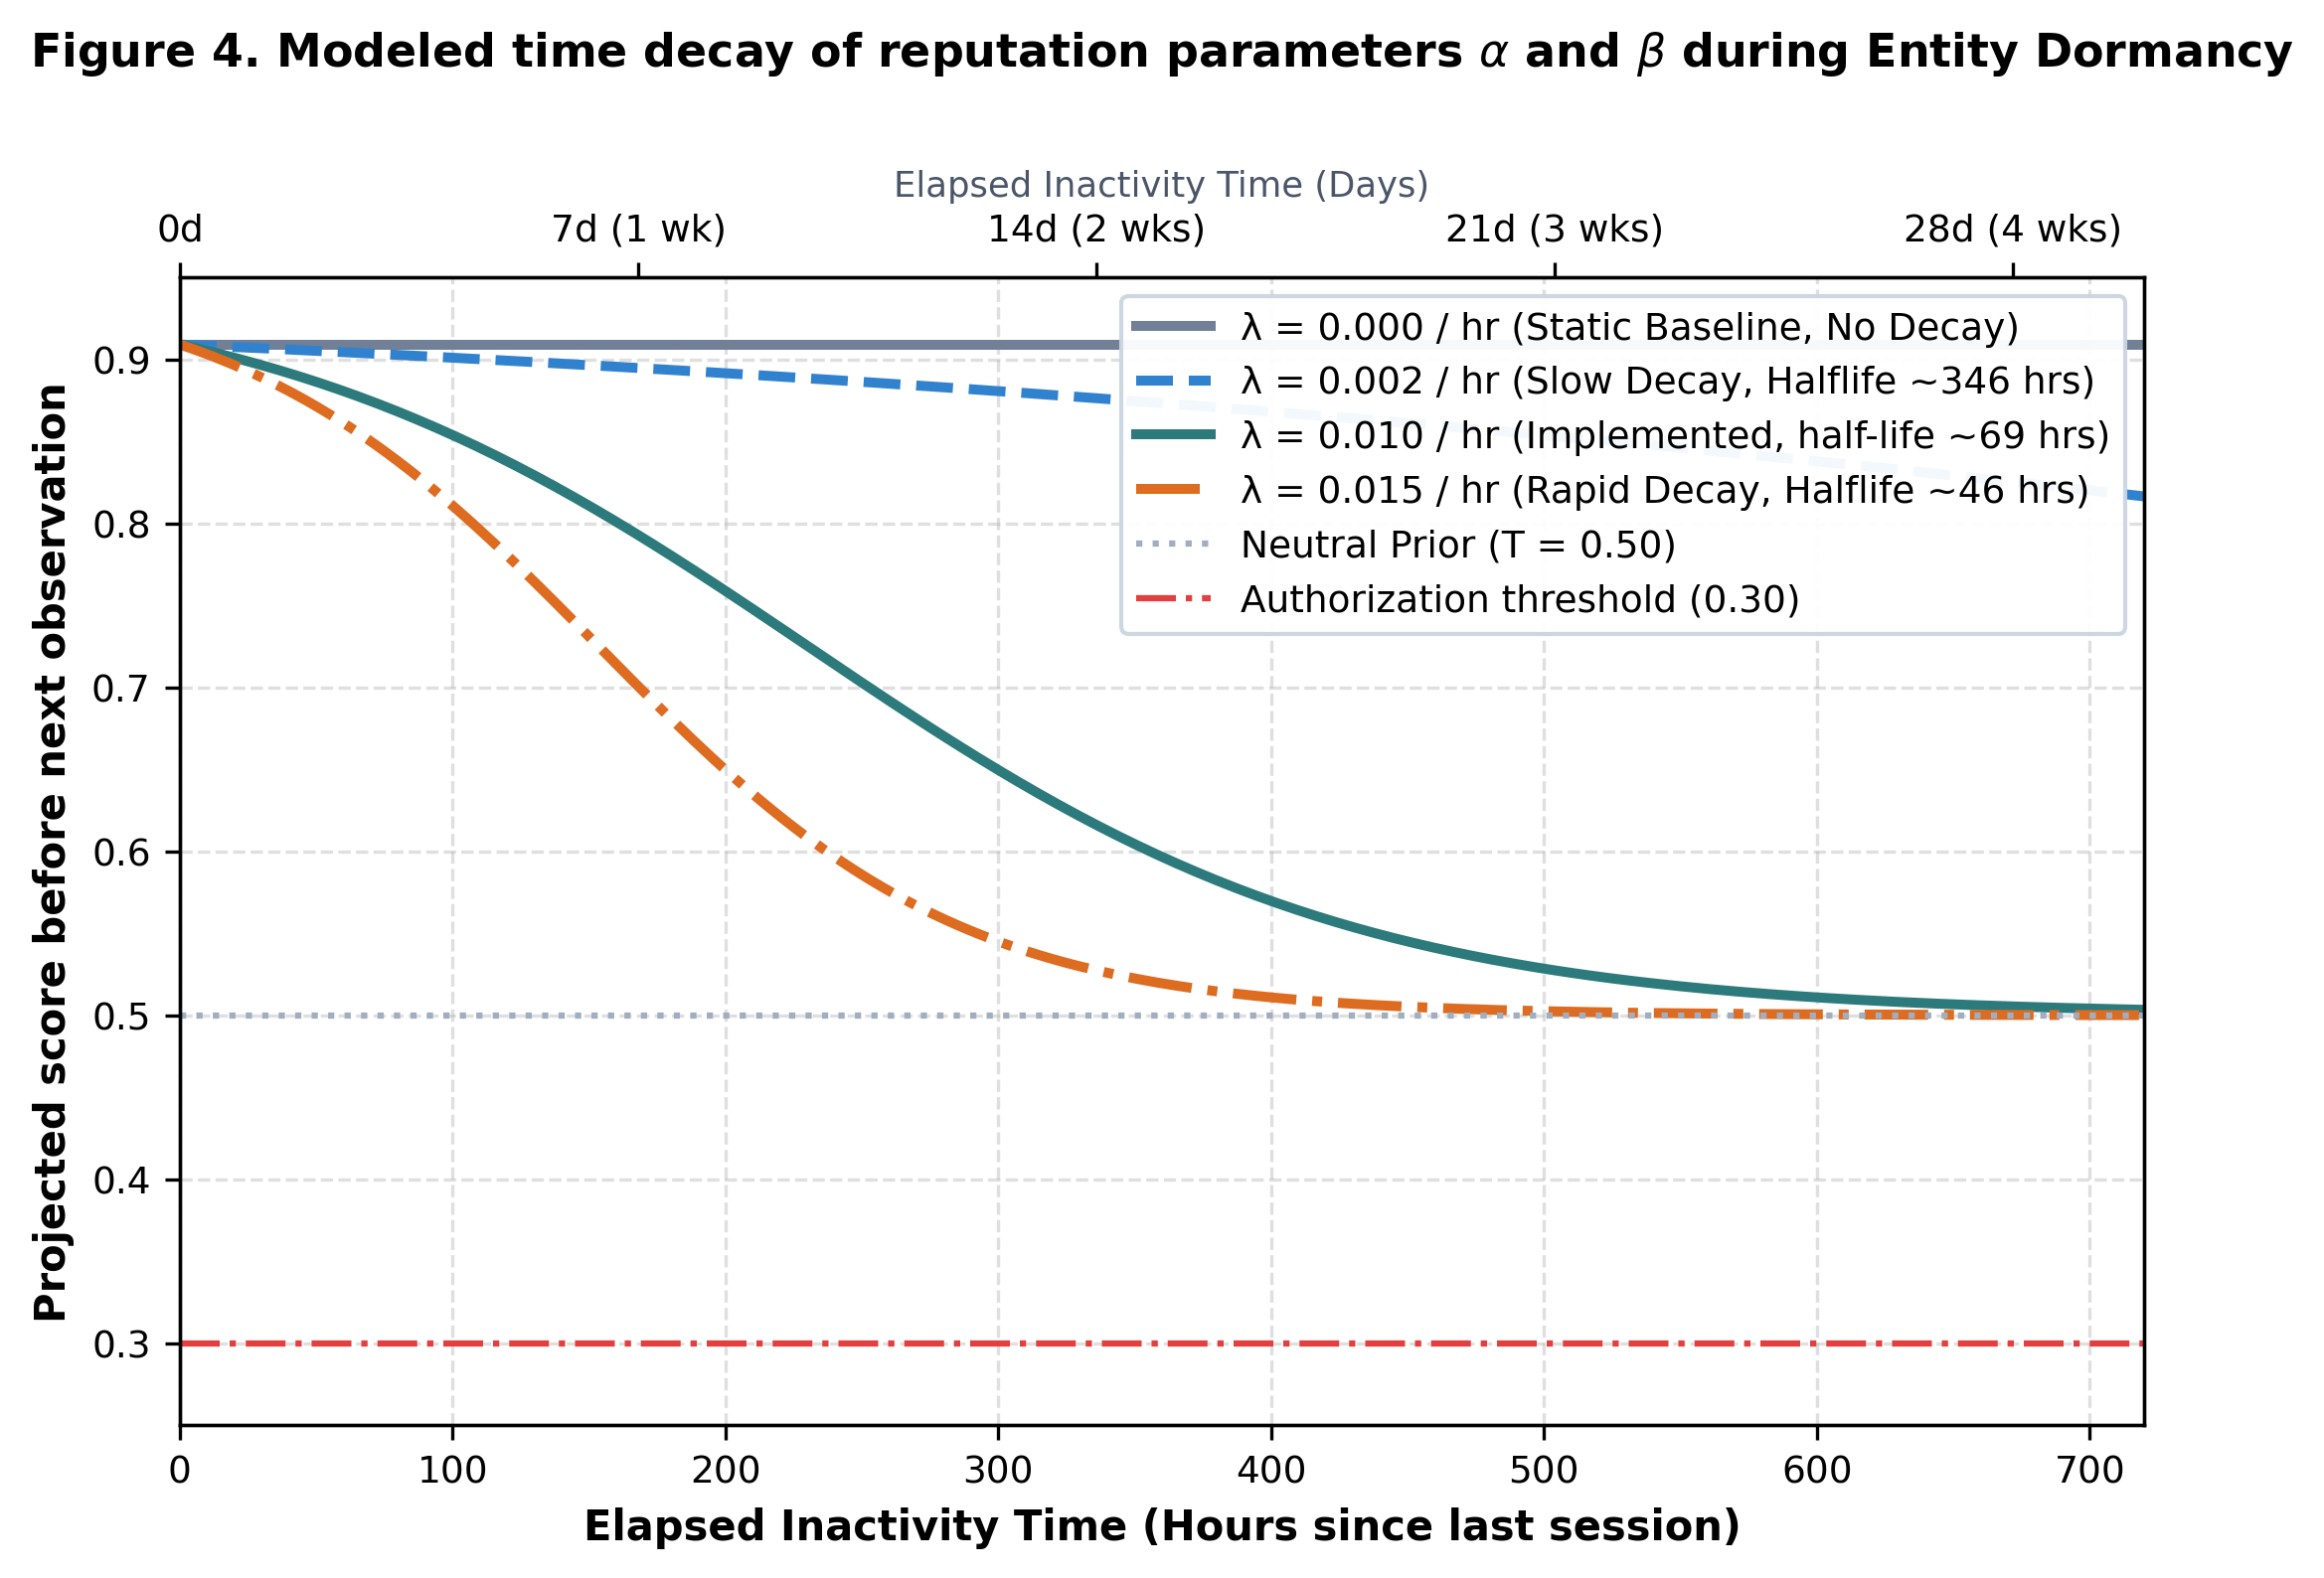 Figure 4. Modeled time decay of reputation parameters α and β during Entity Dormancy
Elapsed Inactivity Time (Days)
0d 7d (1 wk) 14d (2 wks) 21d (3 wks) 28d (4 wks)
λ = 0.000 / hr (Static Baseline, No Decay)
λ = 0.002 / hr (Slow Decay, Halflife ~346 hrs)
λ = 0.010 / hr (Implemented, half-life ~69 hrs)
λ = 0.015 / hr (Rapid Decay, Halflife ~46 hrs)
Neutral Prior (T = 0.50)
Authorization threshold (0.30)
Projected score before next observation
0.9
0.8
0.7
0.6
0.5
0.4
0.3
0 100 200 300 400 500 600 700
Elapsed Inactivity Time (Hours since last session)